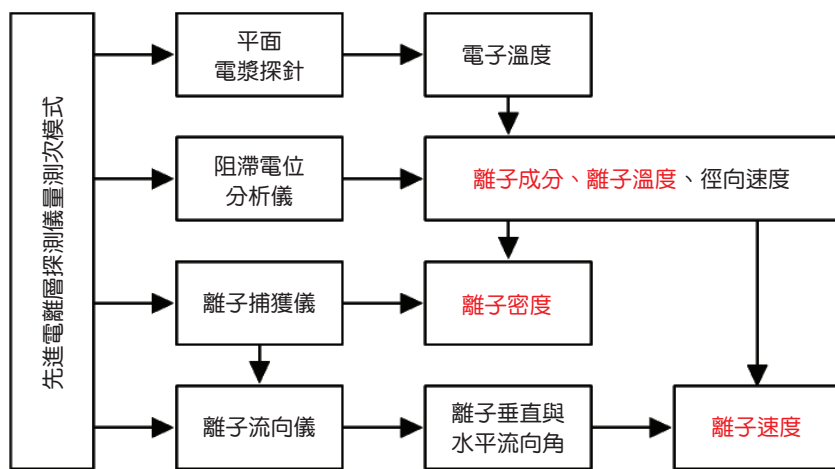 先進電離層探測儀量測次模式
平面
電漿探針
電子溫度
阻滯電位
分析儀
離子成分、離子溫度、徑向速度
離子捕獲儀
離子密度
離子流向儀
離子垂直與
水平流向角
離子速度